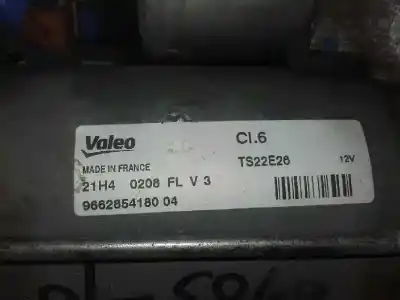 Valeo
Cl.6
MADE IN FRANCE
TS22E26 12V
21H4 0208 FL V 3
9662854180 04